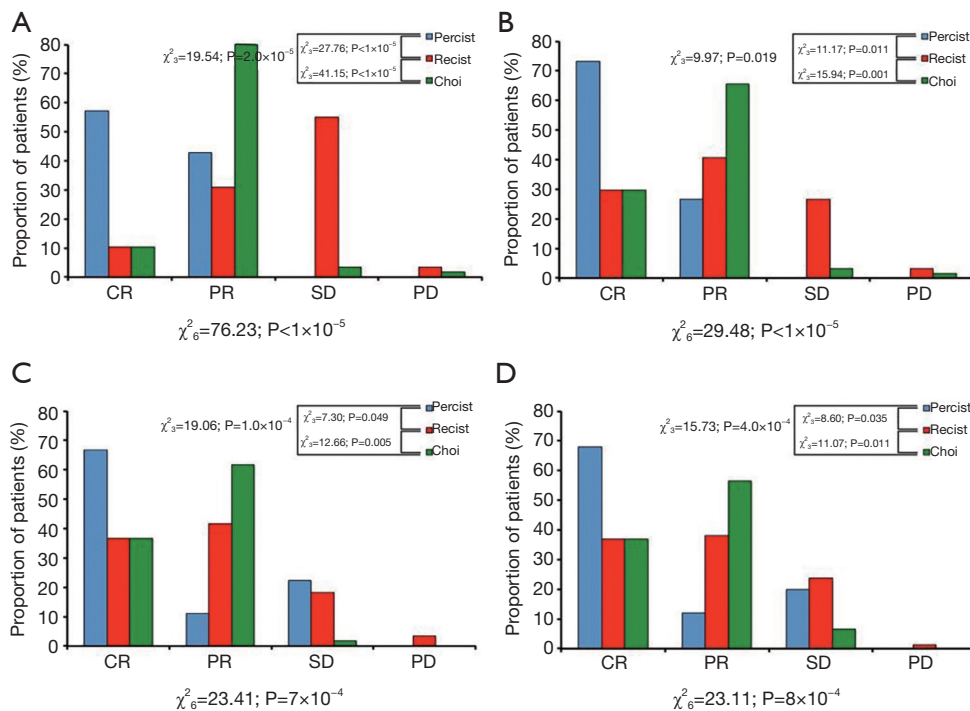 A
Proportion of patients (%)
80
70
60
50
40
30
20
10
0
CR PR SD PD
χ²₃=19.54; P=2.0×10⁻⁵
χ²₃=27.76; P<1×10⁻⁵
χ²₃=41.15; P<1×10⁻⁵
Percist
Recist
Choi
χ²₆=76.23; P<1×10⁻⁵
B
Proportion of patients (%)
80
70
60
50
40
30
20
10
0
CR PR SD PD
χ²₃=9.97; P=0.019
χ²₃=11.17; P=0.011
χ²₃=15.94; P=0.001
Percist
Recist
Choi
χ²₆=29.48; P<1×10⁻⁵
C
Proportion of patients (%)
80
70
60
50
40
30
20
10
0
CR PR SD PD
χ²₃=19.06; P=1.0×10⁻⁴
χ²₃=7.30; P=0.049
χ²₃=12.66; P=0.005
Percist
Recist
Choi
χ²₆=23.41; P=7×10⁻⁴
D
Proportion of patients (%)
80
70
60
50
40
30
20
10
0
CR PR SD PD
χ²₃=15.73; P=4.0×10⁻⁴
χ²₃=8.60; P=0.035
χ²₃=11.07; P=0.011
Percist
Recist
Choi
χ²₆=23.11; P=8×10⁻⁴